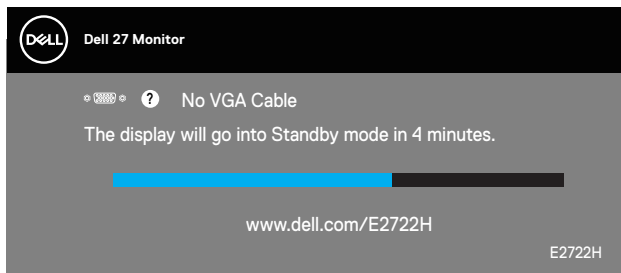 DELL Dell 27 Monitor
? No VGA Cable
The display will go into Standby mode in 4 minutes.
www.dell.com/E2722H
E2722H